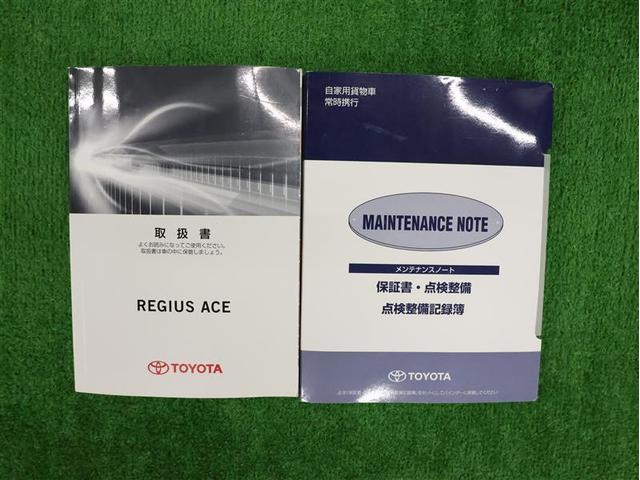 取扱書
よくお読みになってご使用ください。
取扱書は車の中に保管しましょう。
REGIUS ACE
TOYOTA
自家用貨物車
常時携行
MAINTENANCE NOTE
メンテナンスノート
保証書・点検整備
点検整備記録簿
TOYOTA